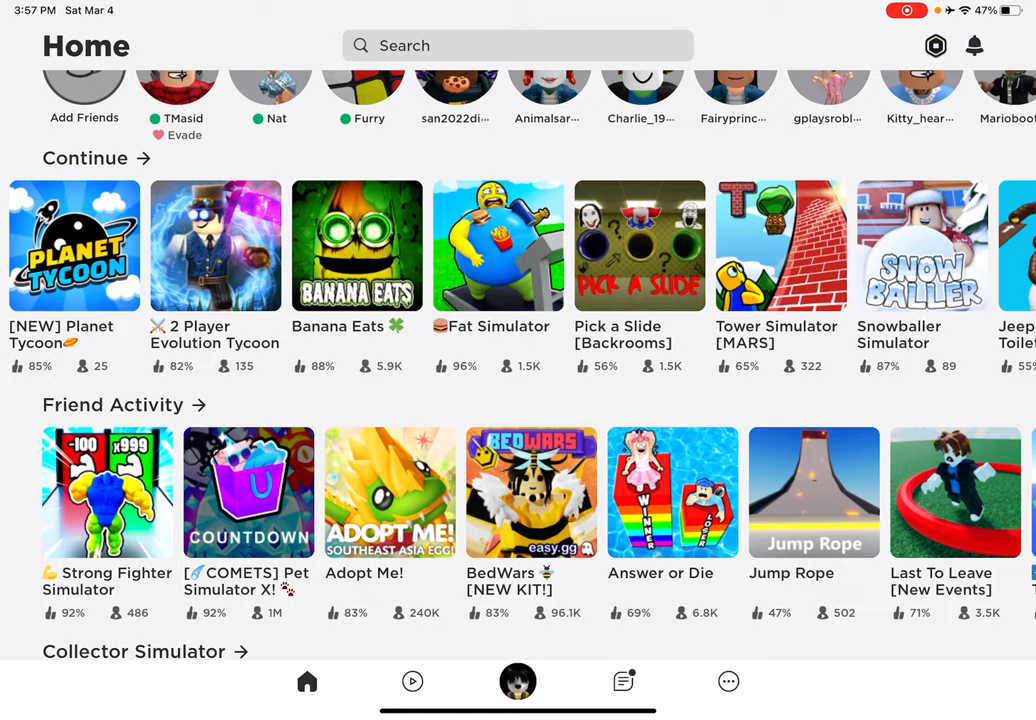 3:57 PM Sat Mar 4
47%
Home
Search
Add Friends
TMasid
Evade
Nat
Furry
san2022di...
Animalsar...
Charlie_19...
Fairyprinc...
gplaysrobl...
Kitty_hear...
Marioboot
Continue →
PLANET
TYCOON
BANANA EATS
?
?
PICK A SLIDE
T
SNOW
BALLER
[NEW] Planet
Tycoon
85%
25
2 Player
Evolution Tycoon
82%
135
Banana Eats
88%
5.9K
Fat Simulator
96%
1.5K
Pick a Slide
[Backrooms]
56%
1.5K
Tower Simulator
[MARS]
65%
322
Snowballer
Simulator
87%
89
Jeep
Toilet
55%
Friend Activity →
-100
x999
U
COUNTDOWN
ADOPT ME!
SOUTHEAST ASIA EGG!
BEDWARS
easy.gg
WINNER
LOSER
Jump Rope
Strong Fighter
Simulator
92%
486
[COMETS] Pet
Simulator X!
92%
1M
Adopt Me!
83%
240K
BedWars
[NEW KIT!]
83%
96.1K
Answer or Die
69%
6.8K
Jump Rope
47%
502
Last To Leave
[New Events]
71%
3.5K
Collector Simulator →